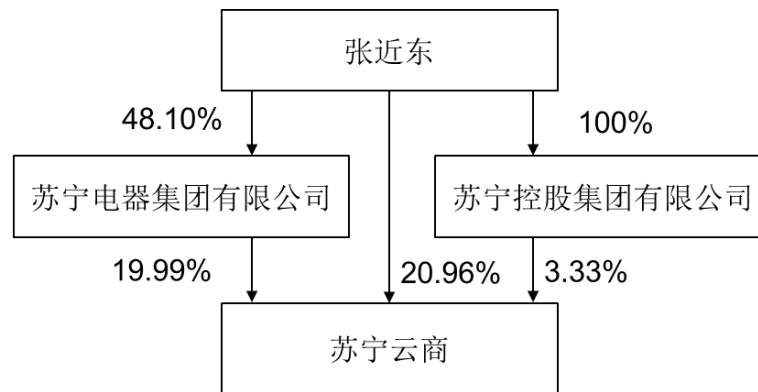 张近东
48.10%
100%
苏宁电器集团有限公司
苏宁控股集团有限公司
19.99%
20.96%
3.33%
苏宁云商